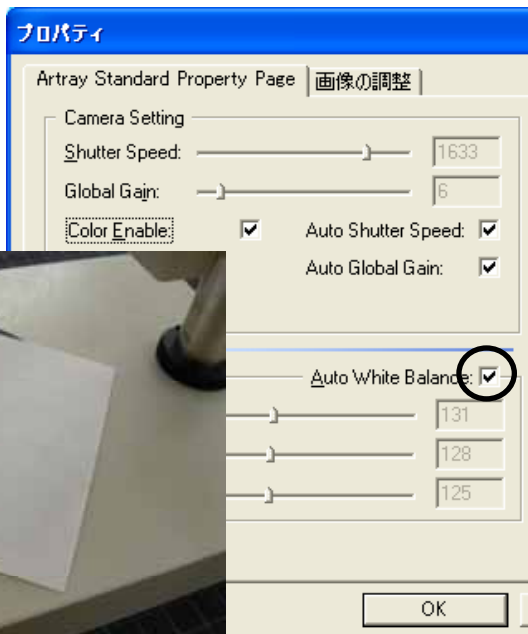 プロパティ
Artray Standard Property Page
画像の調整
Camera Setting
Shutter Speed: 1633
Global Gain: 6
Color Enable:
Auto Shutter Speed:
Auto Global Gain:
Auto White Balance:
131
128
125
OK